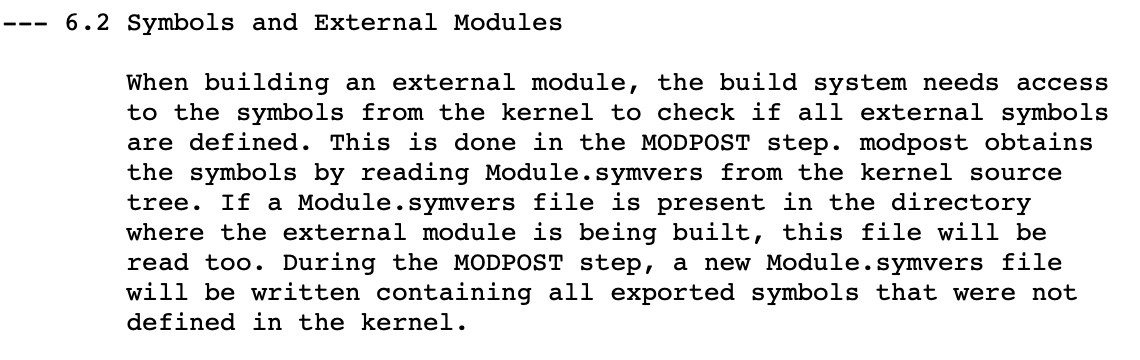 --- 6.2 Symbols and External Modules
When building an external module, the build system needs access
to the symbols from the kernel to check if all external symbols
are defined. This is done in the MODPOST step. modpost obtains
the symbols by reading Module.symvers from the kernel source
tree. If a Module.symvers file is present in the directory
where the external module is being built, this file will be
read too. During the MODPOST step, a new Module.symvers file
will be written containing all exported symbols that were not
defined in the kernel.